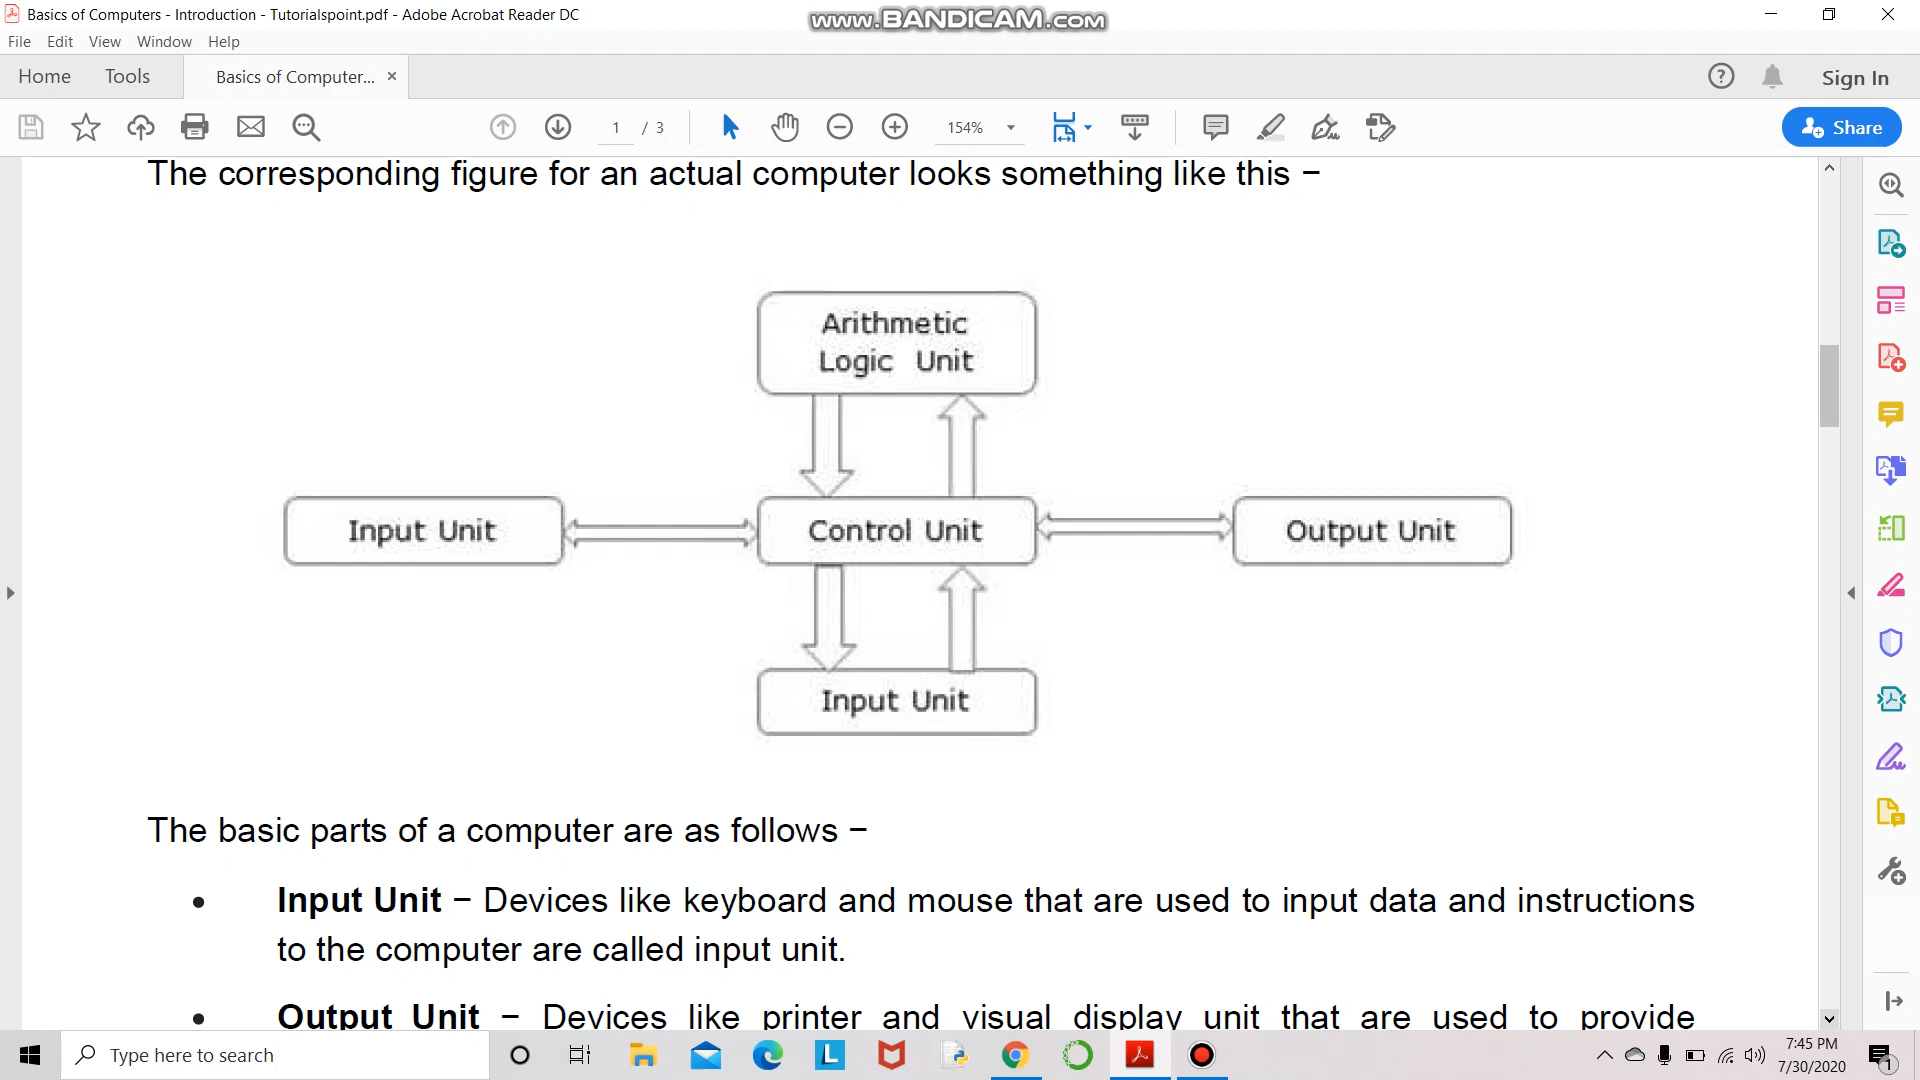 Basics of Computers - Introduction - Tutorialspoint.pdf - Adobe Acrobat Reader DC
www.BANDICAM.com
File Edit View Window Help
Home Tools Basics of Computer... × Sign In
1 / 3 154% Share
The corresponding figure for an actual computer looks something like this −
Arithmetic
Logic Unit
Input Unit Control Unit Output Unit
Input Unit
The basic parts of a computer are as follows −
• Input Unit − Devices like keyboard and mouse that are used to input data and instructions
to the computer are called input unit.
• Output Unit − Devices like printer and visual display unit that are used to provide
Type here to search
7:45 PM
7/30/2020
1